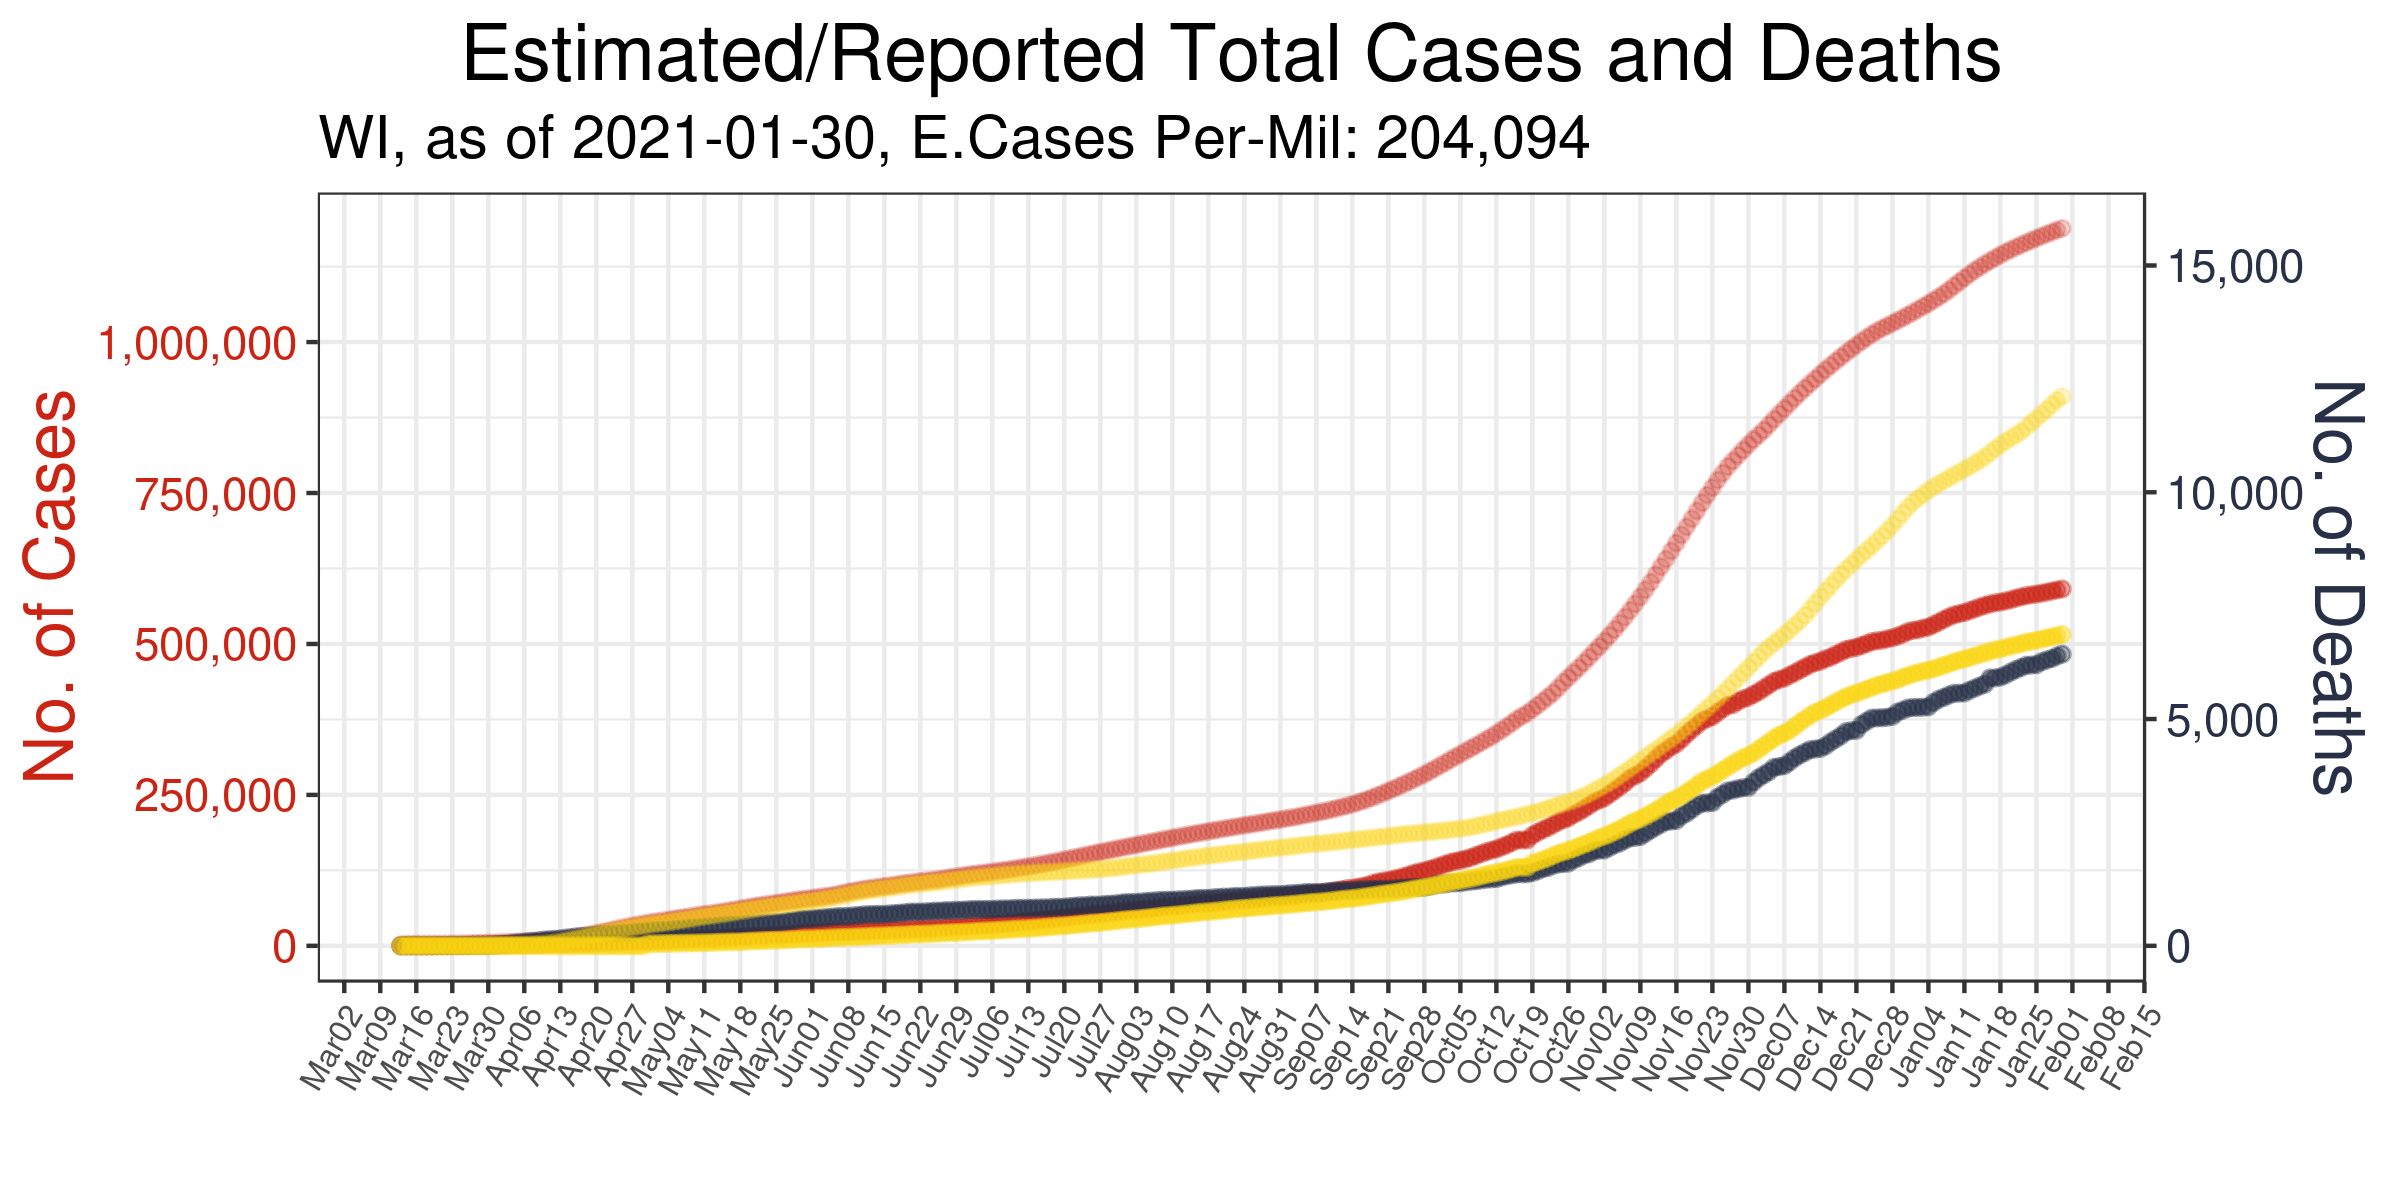 Estimated/Reported Total Cases and Deaths
WI, as of 2021-01-30, E.Cases Per-Mil: 204,094
No. of Cases
1,000,000
750,000
500,000
250,000
0
15,000
10,000
5,000
0
No. of Deaths
Mar02
Mar09
Mar16
Mar23
Mar30
Apr06
Apr13
Apr20
Apr27
May04
May11
May18
May25
Jun01
Jun08
Jun15
Jun22
Jun29
Jul06
Jul13
Jul20
Jul27
Aug03
Aug10
Aug17
Aug24
Aug31
Sep07
Sep14
Sep21
Sep28
Oct05
Oct12
Oct19
Oct26
Nov02
Nov09
Nov16
Nov23
Nov30
Dec07
Dec14
Dec21
Dec28
Jan04
Jan11
Jan18
Jan25
Feb01
Feb08
Feb15